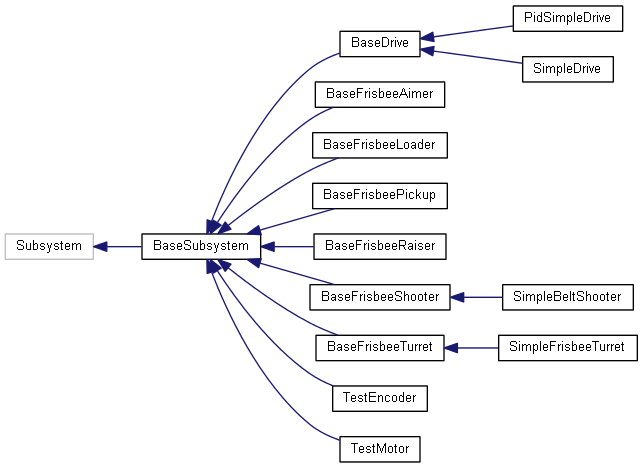 PidSimpleDrive
BaseDrive
SimpleDrive
BaseFrisbeeAimer
BaseFrisbeeLoader
BaseFrisbeePickup
Subsystem
BaseSubsystem
BaseFrisbeeRaiser
BaseFrisbeeShooter
SimpleBeltShooter
BaseFrisbeeTurret
SimpleFrisbeeTurret
TestEncoder
TestMotor